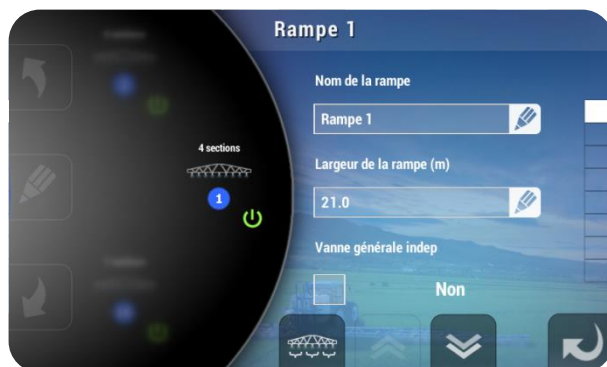 Rampe 1
4 sections
1
Nom de la rampe
Rampe 1
Largeur de la rampe (m)
21.0
Vanne générale indep
Non